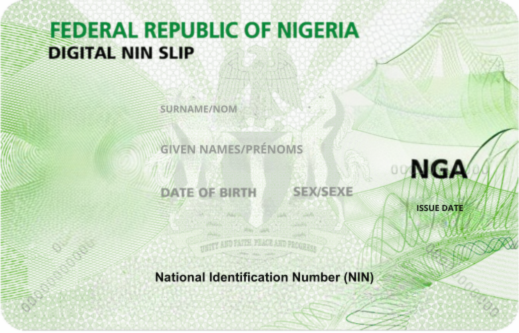 FEDERAL REPUBLIC OF NIGERIA
DIGITAL NIN SLIP
SURNAME/NOM
GIVEN NAMES/PRÉNOMS
DATE OF BIRTH SEX/SEXE
NGA
ISSUE DATE
UNITY AND FAITH, PEACE AND PROGRESS
National Identification Number (NIN)